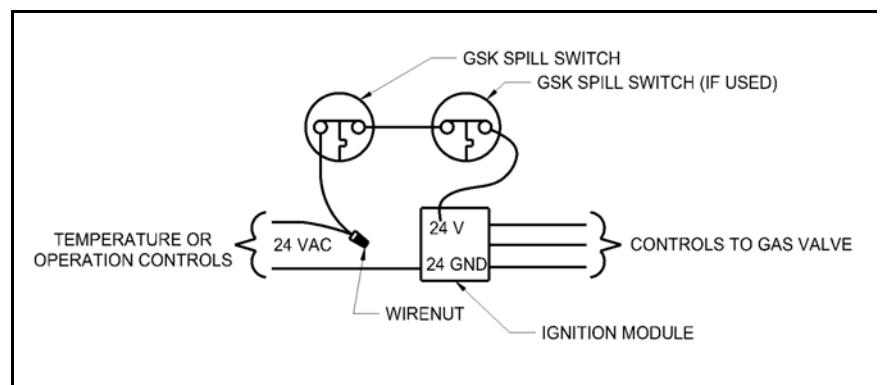 GSK SPILL SWITCH
GSK SPILL SWITCH (IF USED)
TEMPERATURE OR
OPERATION CONTROLS
24 VAC
24 V
24 GND
CONTROLS TO GAS VALVE
WIRENUT
IGNITION MODULE